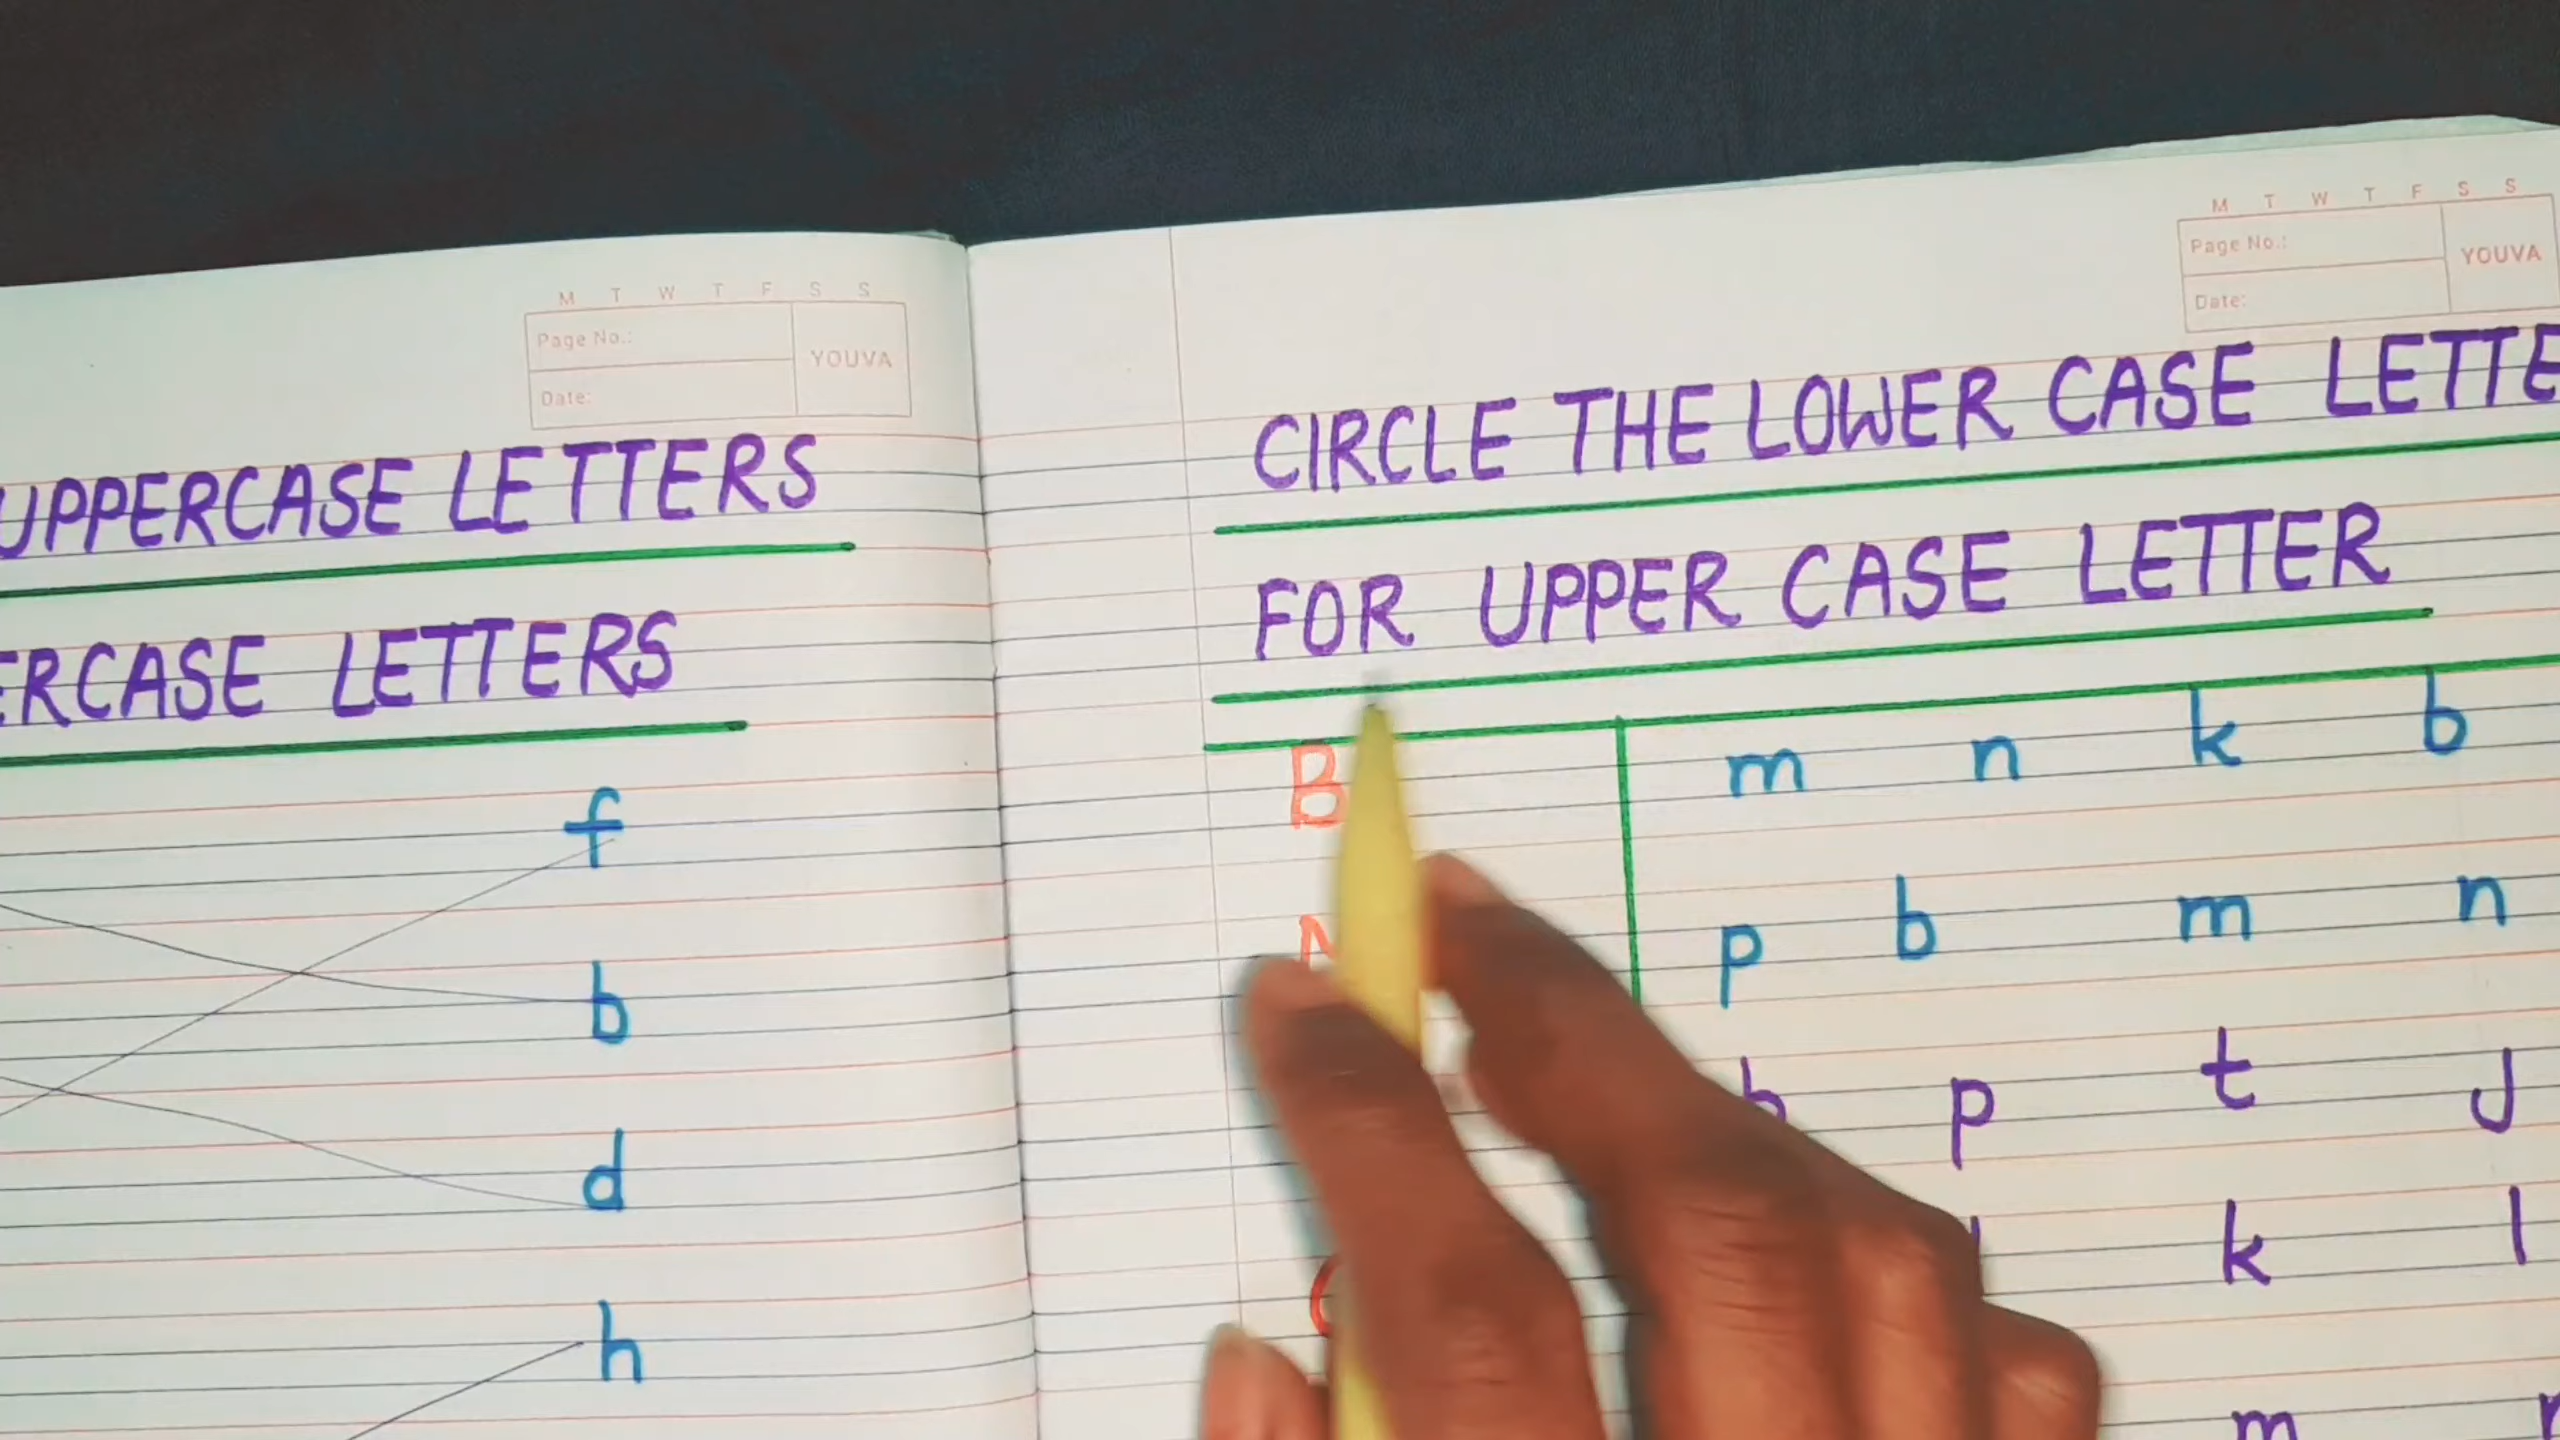 M T W T F S S
Page No.:
YOUVA
Date:
UPPERCASE LETTERS
ERCASE LETTERS
f
b
d
h
M T W T F S S
Page No.:
YOUVA
Date:
CIRCLE THE LOWER CASE LETTE
FOR UPPER CASE LETTER
B m n k b
p b m n
p t j
k l
m